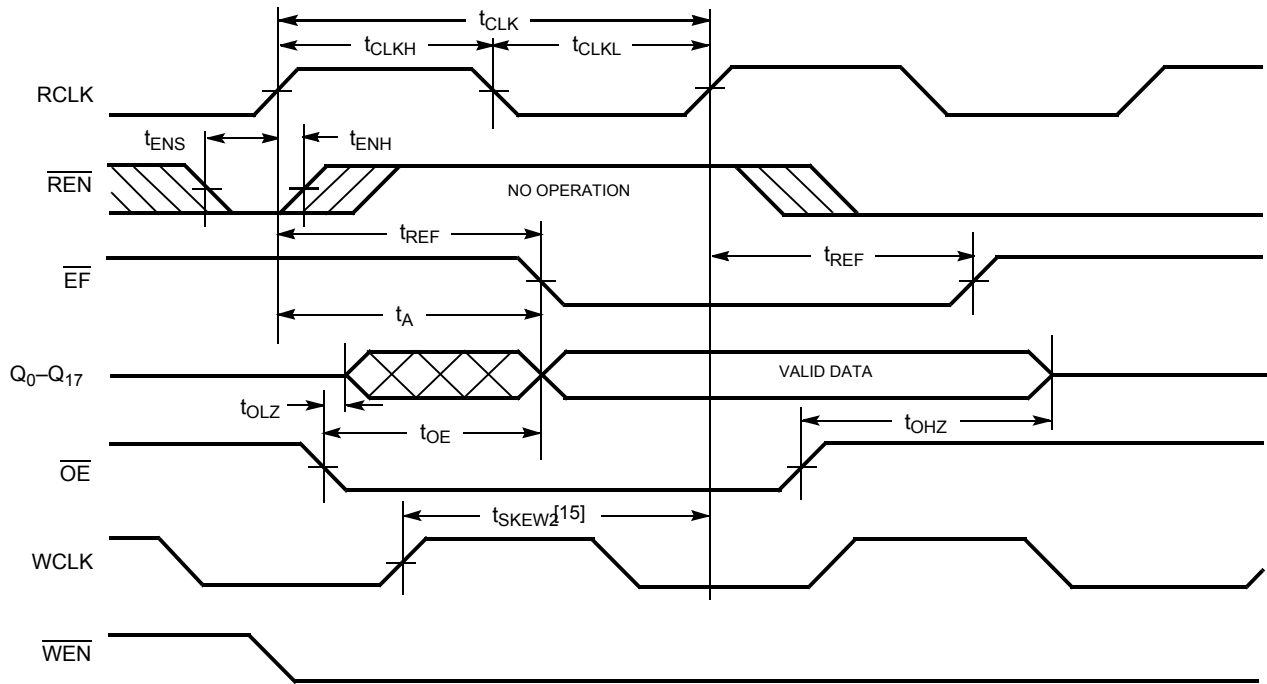 tCLK
tCLKH
tCLKL
RCLK
tENS
tENH
REN
NO OPERATION
tREF
tREF
EF
tA
Q0–Q17
VALID DATA
tOLZ
tOE
tOHZ
OE
tSKEW2[15]
WCLK
WEN